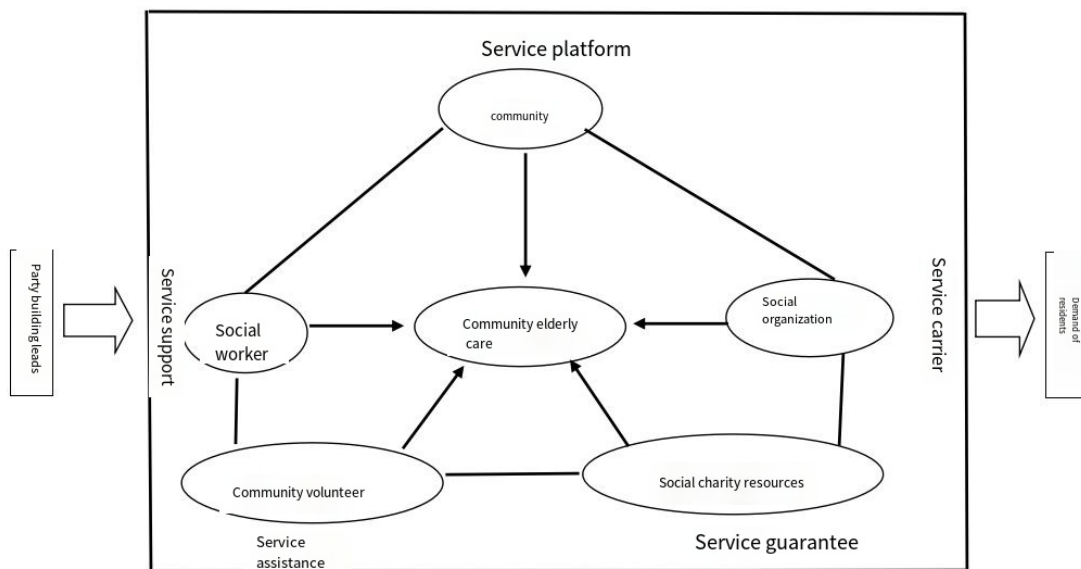 Service platform
community
Party building leads
Service support
Social
worker
Community elderly
care
Social
organization
Service carrier
Demand of
residents
Community volunteer
Social charity resources
Service
assistance
Service guarantee